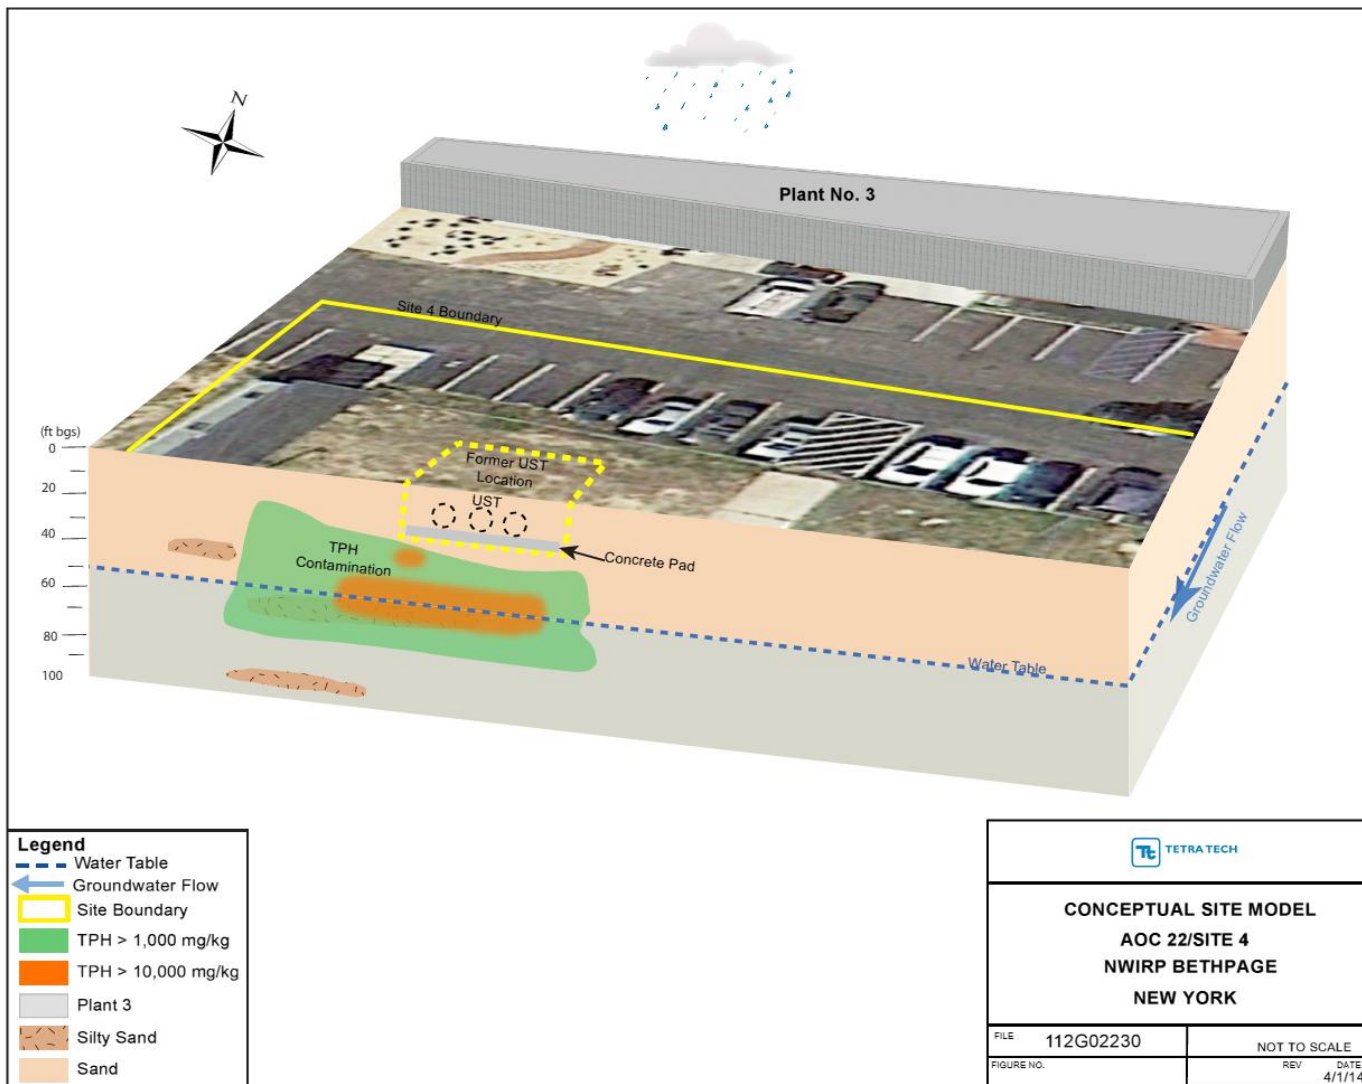 N
Plant No. 3
Site 4 Boundary
(ft bgs)
0
20
40
60
80
100
Former UST
Location
UST
TPH
Contamination
Concrete Pad
Groundwater Flow
Water Table
Legend
Water Table
Groundwater Flow
Site Boundary
TPH > 1,000 mg/kg
TPH > 10,000 mg/kg
Plant 3
Silty Sand
Sand
Tt TETRA TECH
CONCEPTUAL SITE MODEL
AOC 22/SITE 4
NWIRP BETHPAGE
NEW YORK
FILE 112G02230
NOT TO SCALE
FIGURE NO.
REV DATE
4/1/14